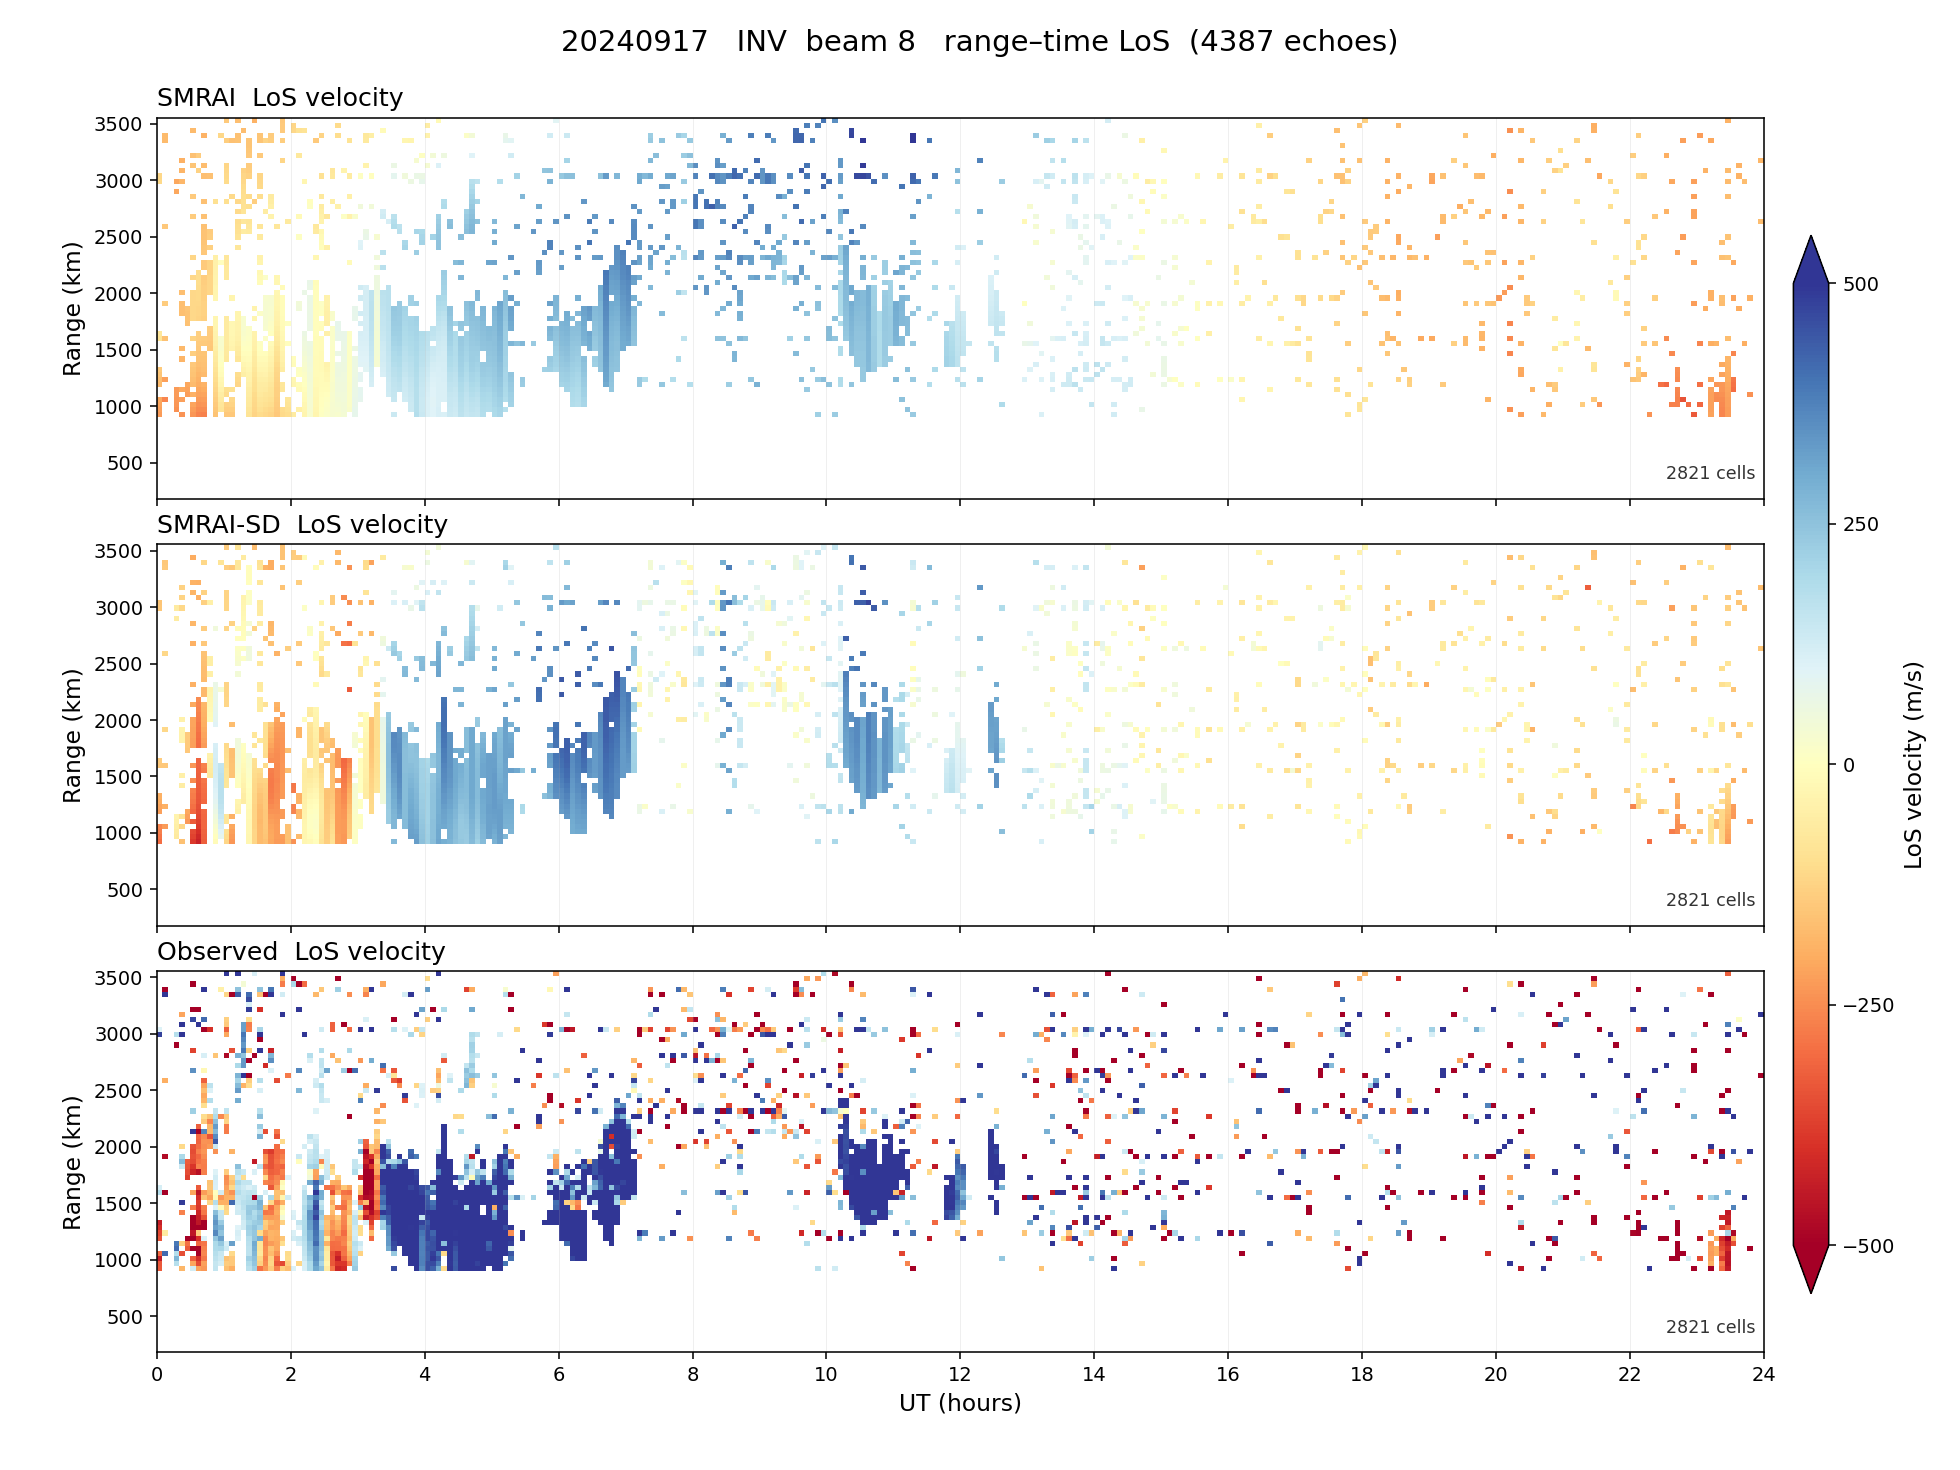 20240917   INV  beam 8   range–time LoS  (4387 echoes)
SMRAI  LoS velocity
3500
3000
2500
2000
1500
1000
500
Range (km)
2821 cells
SMRAI-SD  LoS velocity
3500
3000
2500
2000
1500
1000
500
Range (km)
2821 cells
Observed  LoS velocity
3500
3000
2500
2000
1500
1000
500
Range (km)
2821 cells
0 2 4 6 8 10 12 14 16 18 20 22 24
UT (hours)
500
250
0
−250
−500
LoS velocity (m/s)